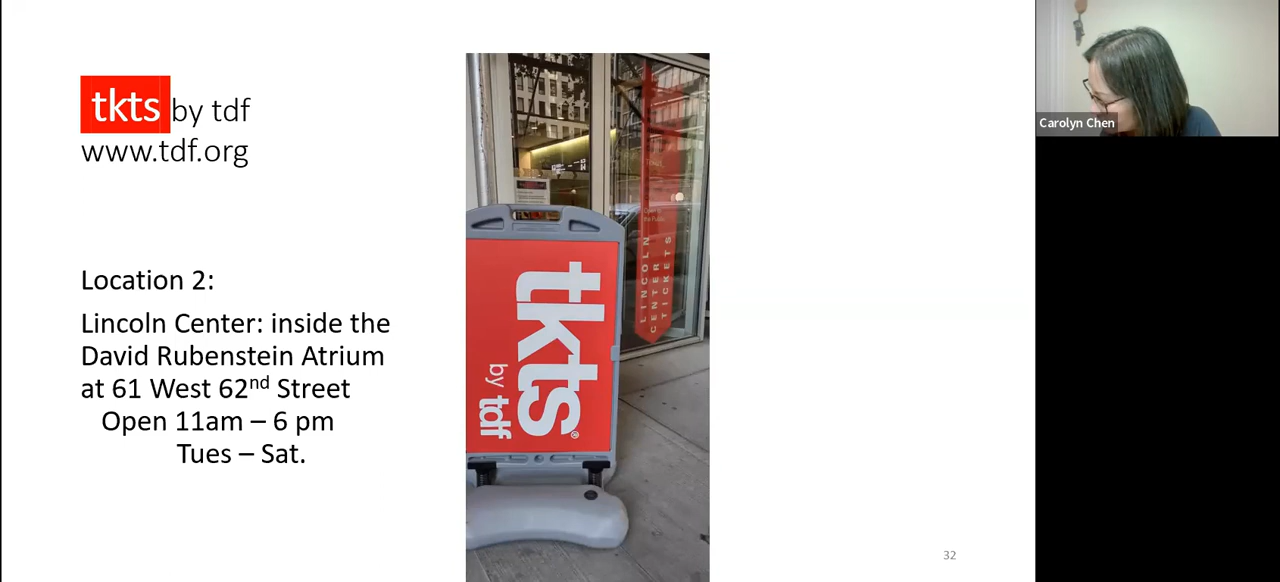 tkts by tdf
www.tdf.org
Location 2:
Lincoln Center: inside the
David Rubenstein Atrium
at 61 West 62nd Street
Open 11am – 6 pm
Tues – Sat.
tkts®
by tdf
LINCOLN
CENTER
TICKETS
32
Carolyn Chen